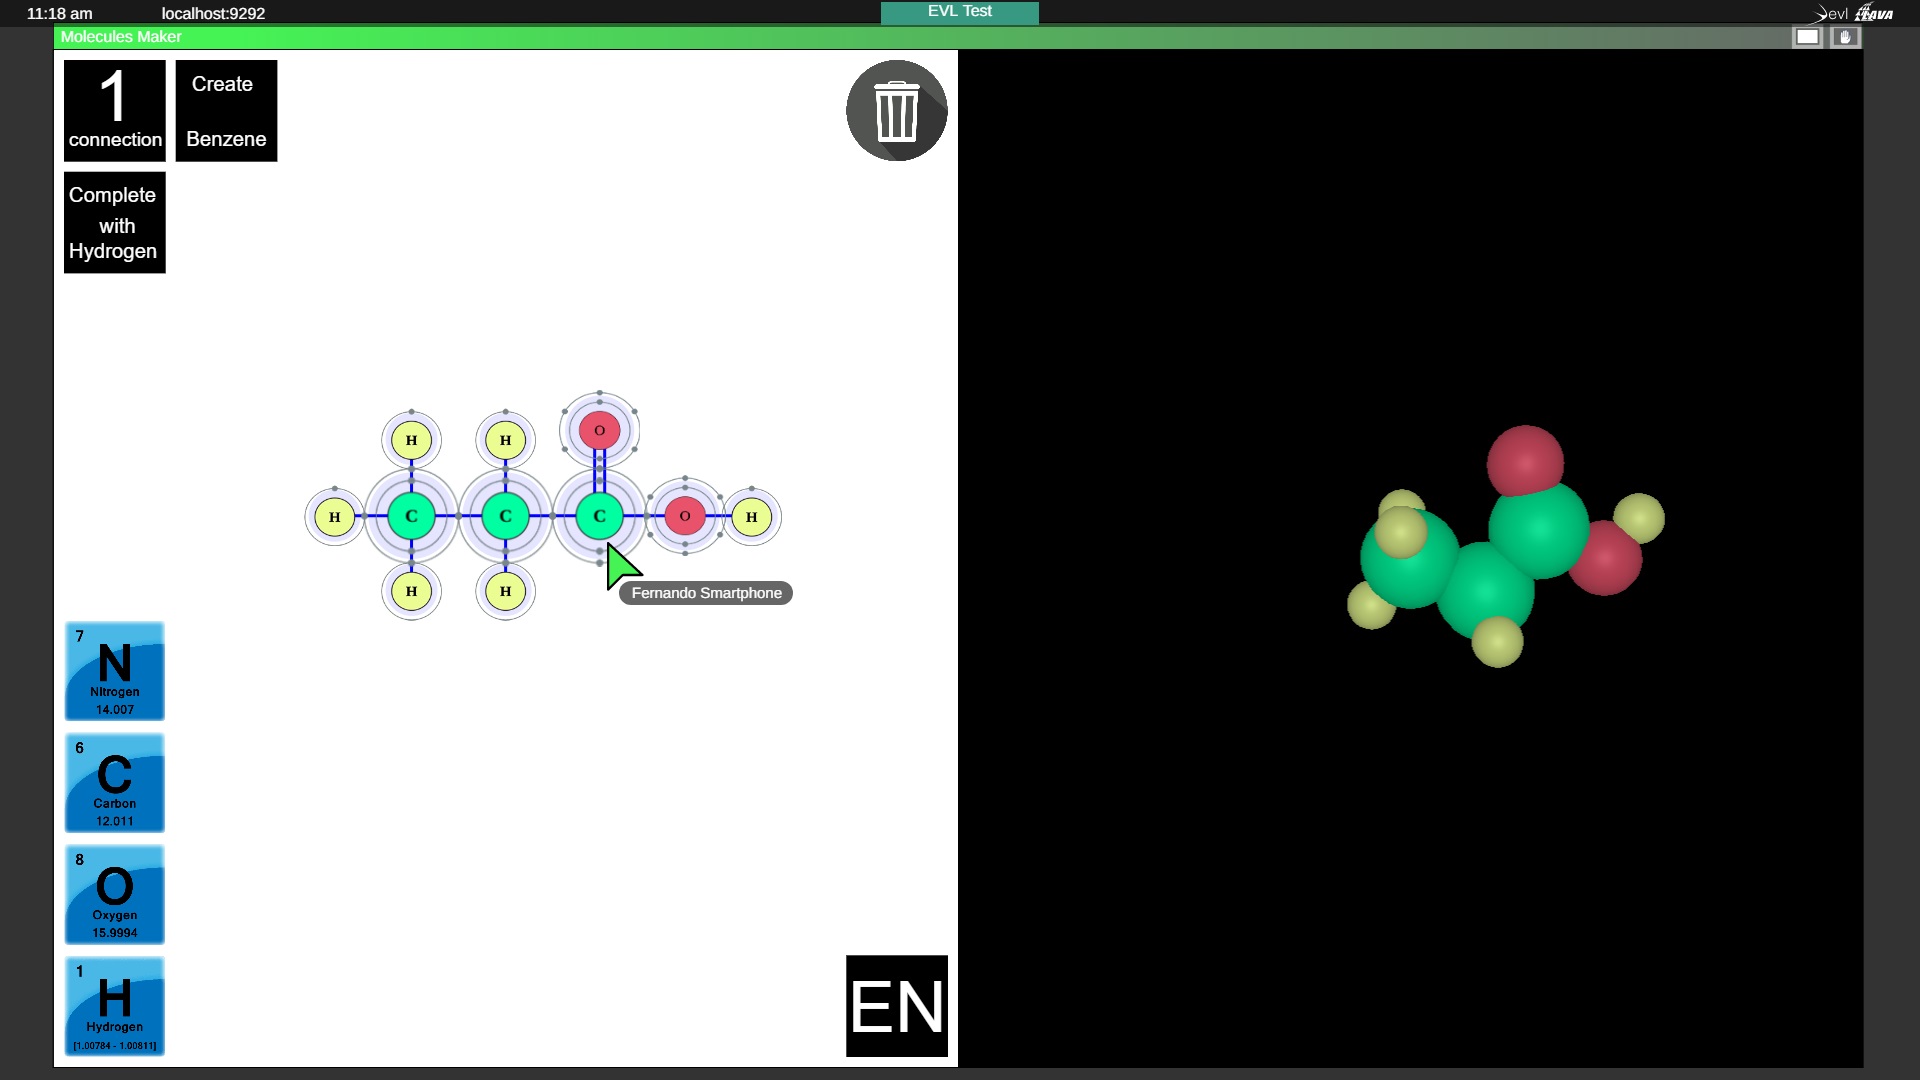 11:18 am
localhost:9292
EVL Test
evl
LAVA
Molecules Maker
1
connection
Create
Benzene
Complete
with
Hydrogen
H H O
H C C C O H
H H
Fernando Smartphone
7
N
Nitrogen
14.007
6
C
Carbon
12.011
8
O
Oxygen
15.9994
1
H
Hydrogen
[1.00784 - 1.00811]
EN